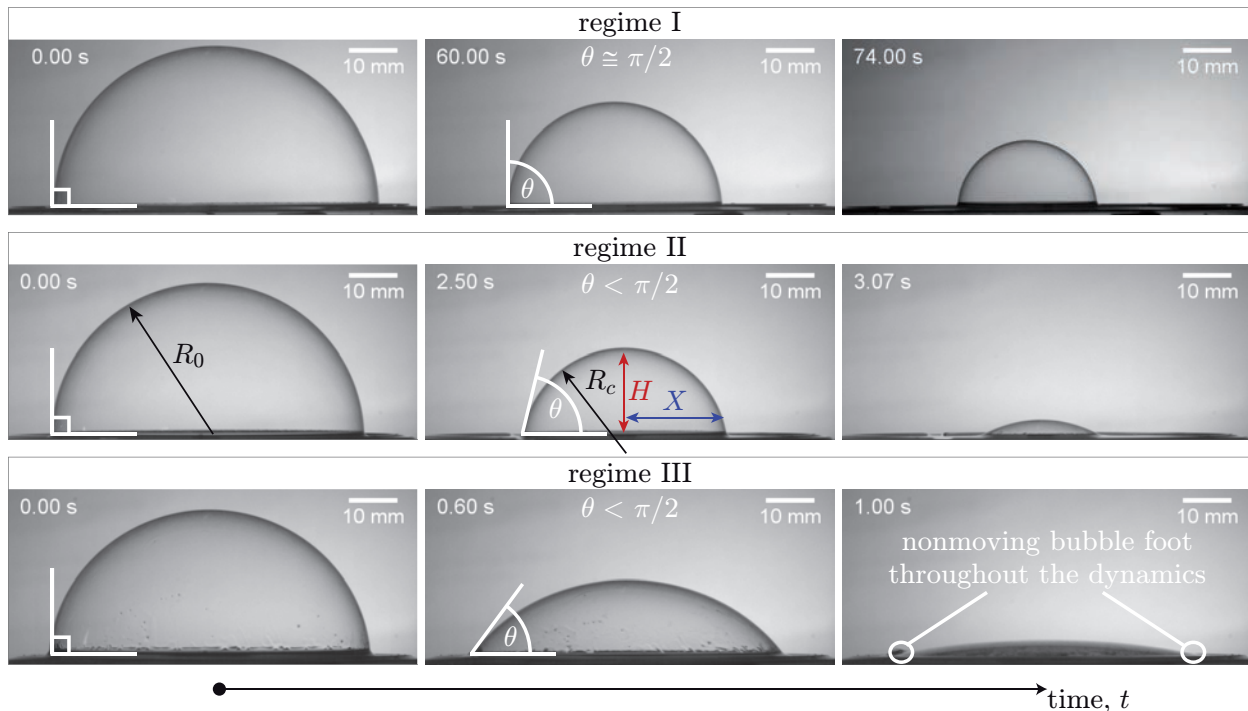 regime I
0.00 s
10 mm
60.00 s
θ ≅ π/2
10 mm
θ
74.00 s
10 mm
regime II
0.00 s
10 mm
R₀
2.50 s
θ < π/2
10 mm
θ
R_c
H
X
3.07 s
10 mm
regime III
0.00 s
10 mm
0.60 s
θ < π/2
10 mm
θ
1.00 s
10 mm
nonmoving bubble foot
throughout the dynamics
time, t